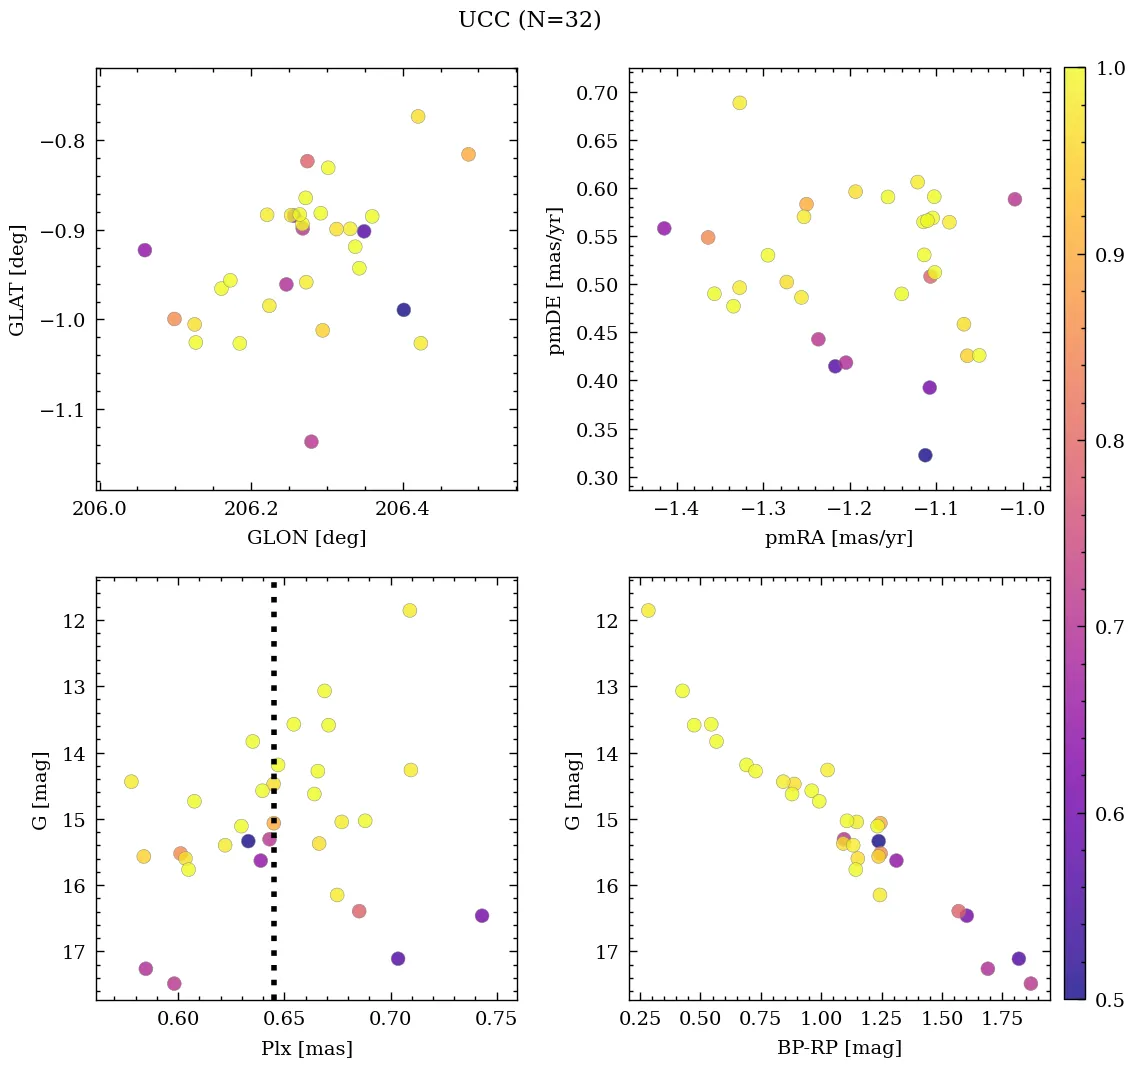 UCC (N=32)
−0.8
−0.9
−1.0
−1.1
GLAT [deg]
206.0 206.2 206.4
GLON [deg]
0.70
0.65
0.60
0.55
0.50
0.45
0.40
0.35
0.30
pmDE [mas/yr]
−1.4 −1.3 −1.2 −1.1 −1.0
pmRA [mas/yr]
12
13
14
15
16
17
G [mag]
0.60 0.65 0.70 0.75
Plx [mas]
12
13
14
15
16
17
G [mag]
0.25 0.50 0.75 1.00 1.25 1.50 1.75
BP-RP [mag]
1.0
0.9
0.8
0.7
0.6
0.5